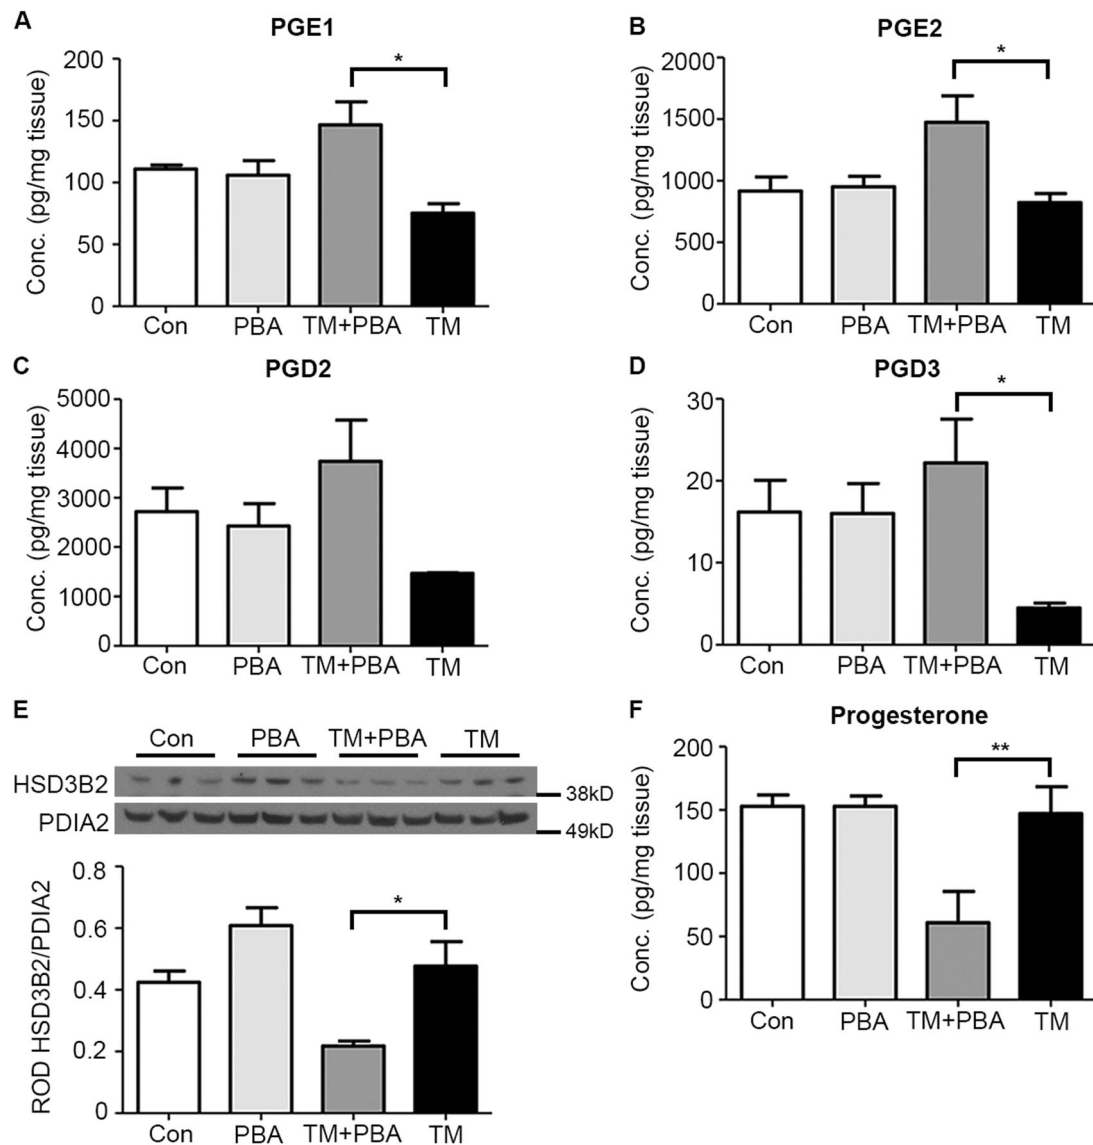 A
PGE1
*
200
150
100
50
0
Conc. (pg/mg tissue)
Con PBA TM+PBA TM
B
PGE2
*
2000
1500
1000
500
0
Conc. (pg/mg tissue)
Con PBA TM+PBA TM
C
PGD2
5000
4000
3000
2000
1000
0
Conc. (pg/mg tissue)
Con PBA TM+PBA TM
D
PGD3
*
30
20
10
0
Conc. (pg/mg tissue)
Con PBA TM+PBA TM
E
Con PBA TM+PBA TM
HSD3B2
38kD
PDIA2
49kD
*
0.8
0.6
0.4
0.2
0
ROD HSD3B2/PDIA2
Con PBA TM+PBA TM
F
Progesterone
**
200
150
100
50
0
Conc. (pg/mg tissue)
Con PBA TM+PBA TM